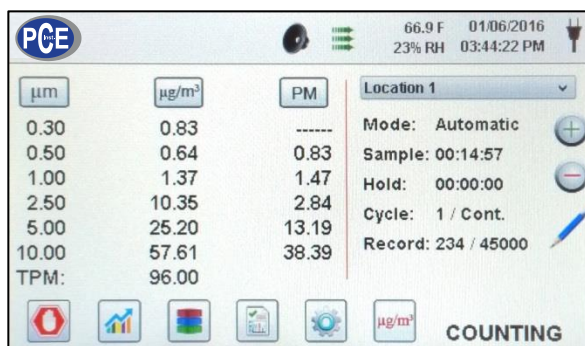 PCE
Inst.
66.9 F 01/06/2016
23% RH 03:44:22 PM
µm µg/m³ PM
0.30 0.83 ------
0.50 0.64 0.83
1.00 1.37 1.47
2.50 10.35 2.84
5.00 25.20 13.19
10.00 57.61 38.39
TPM: 96.00
Location 1
Mode: Automatic
Sample: 00:14:57
Hold: 00:00:00
Cycle: 1 / Cont.
Record: 234 / 45000
µg/m³
COUNTING